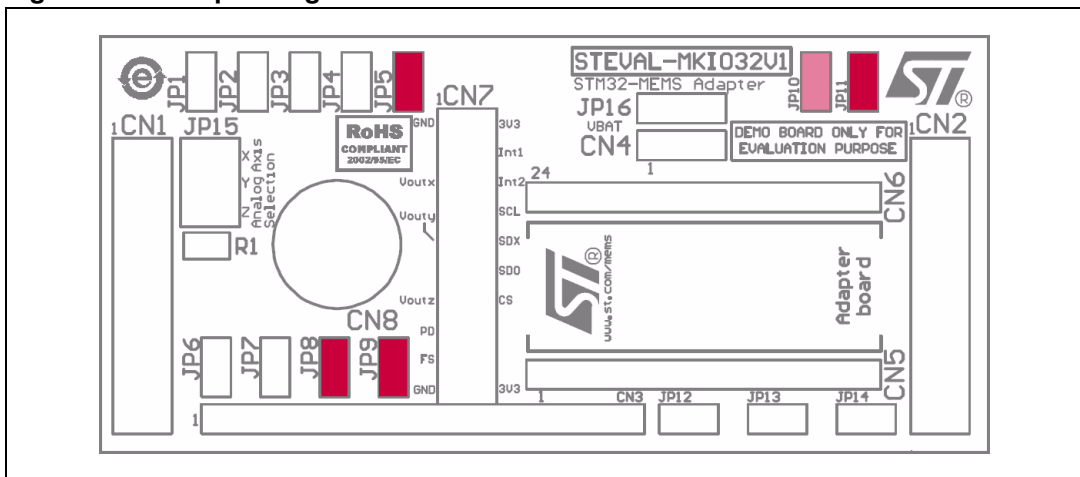 JP1
JP2
JP3
JP4
JP5
STEVAL-MKI032V1
STM32-MEMS Adapter
JP10
JP11
ST®
1CN1
JP15
X
Y
Z
Analog Axis
Selection
R1
RoHS
COMPLIANT
2002/95/EC
1CN7
GND
Voutx
Vouty
Voutz
PD
FS
GND
3V3
Int1
Int2
SCL
SDX
SDO
CS
3V3
JP16
VBAT
CN4
1
DEMO BOARD ONLY FOR
EVALUATION PURPOSE
1CN2
24
CN6
ST®
www.st.com/mems
Adapter
board
CN8
JP6
JP7
JP8
JP9
CN5
1
1
CN3
JP12
JP13
JP14